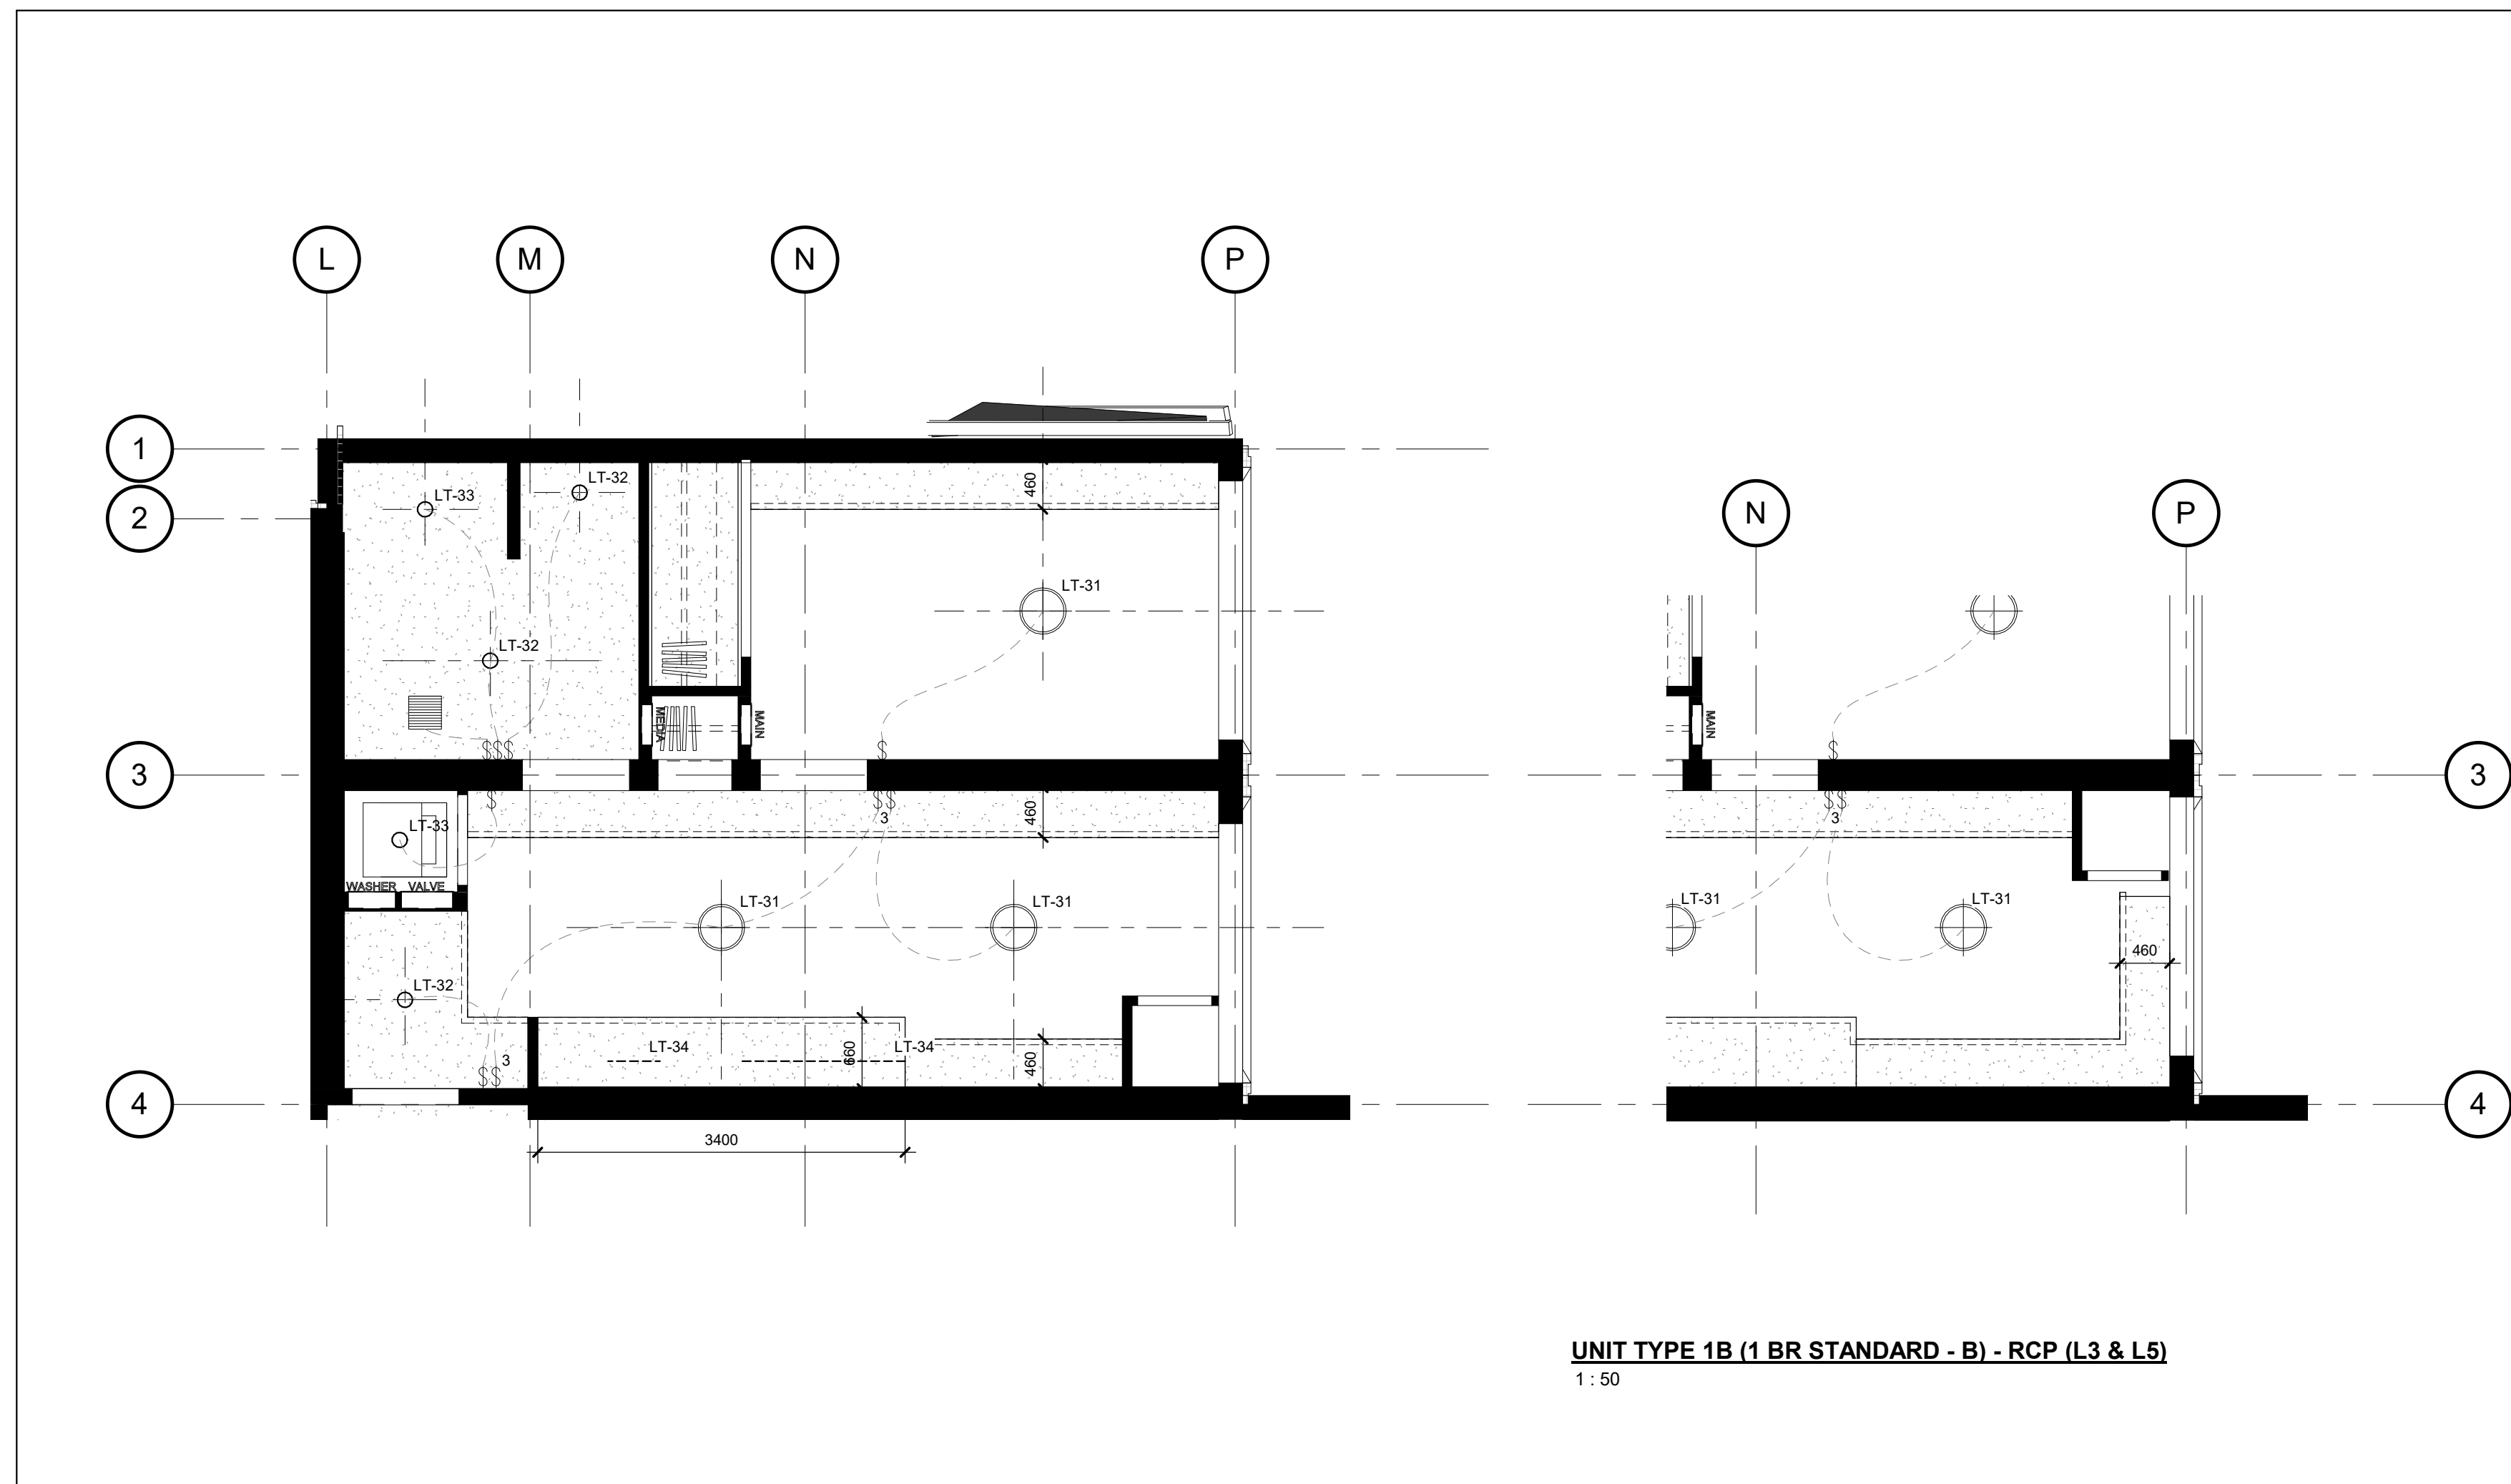 L M N P
1
LT-33 LT-32 460
2
N P
LT-31
LT-32
MEDIA MAIN MAIN
$$$ $ $
3 3
$ $$ $$
3 460 3
LT-33
WASHER VALVE
LT-31 LT-31 LT-31 LT-31
460
LT-32
LT-34 660 LT-34 460
3
$$
4 4
3400
UNIT TYPE 1B (1 BR STANDARD - B) - RCP (L3 & L5)
1 : 50